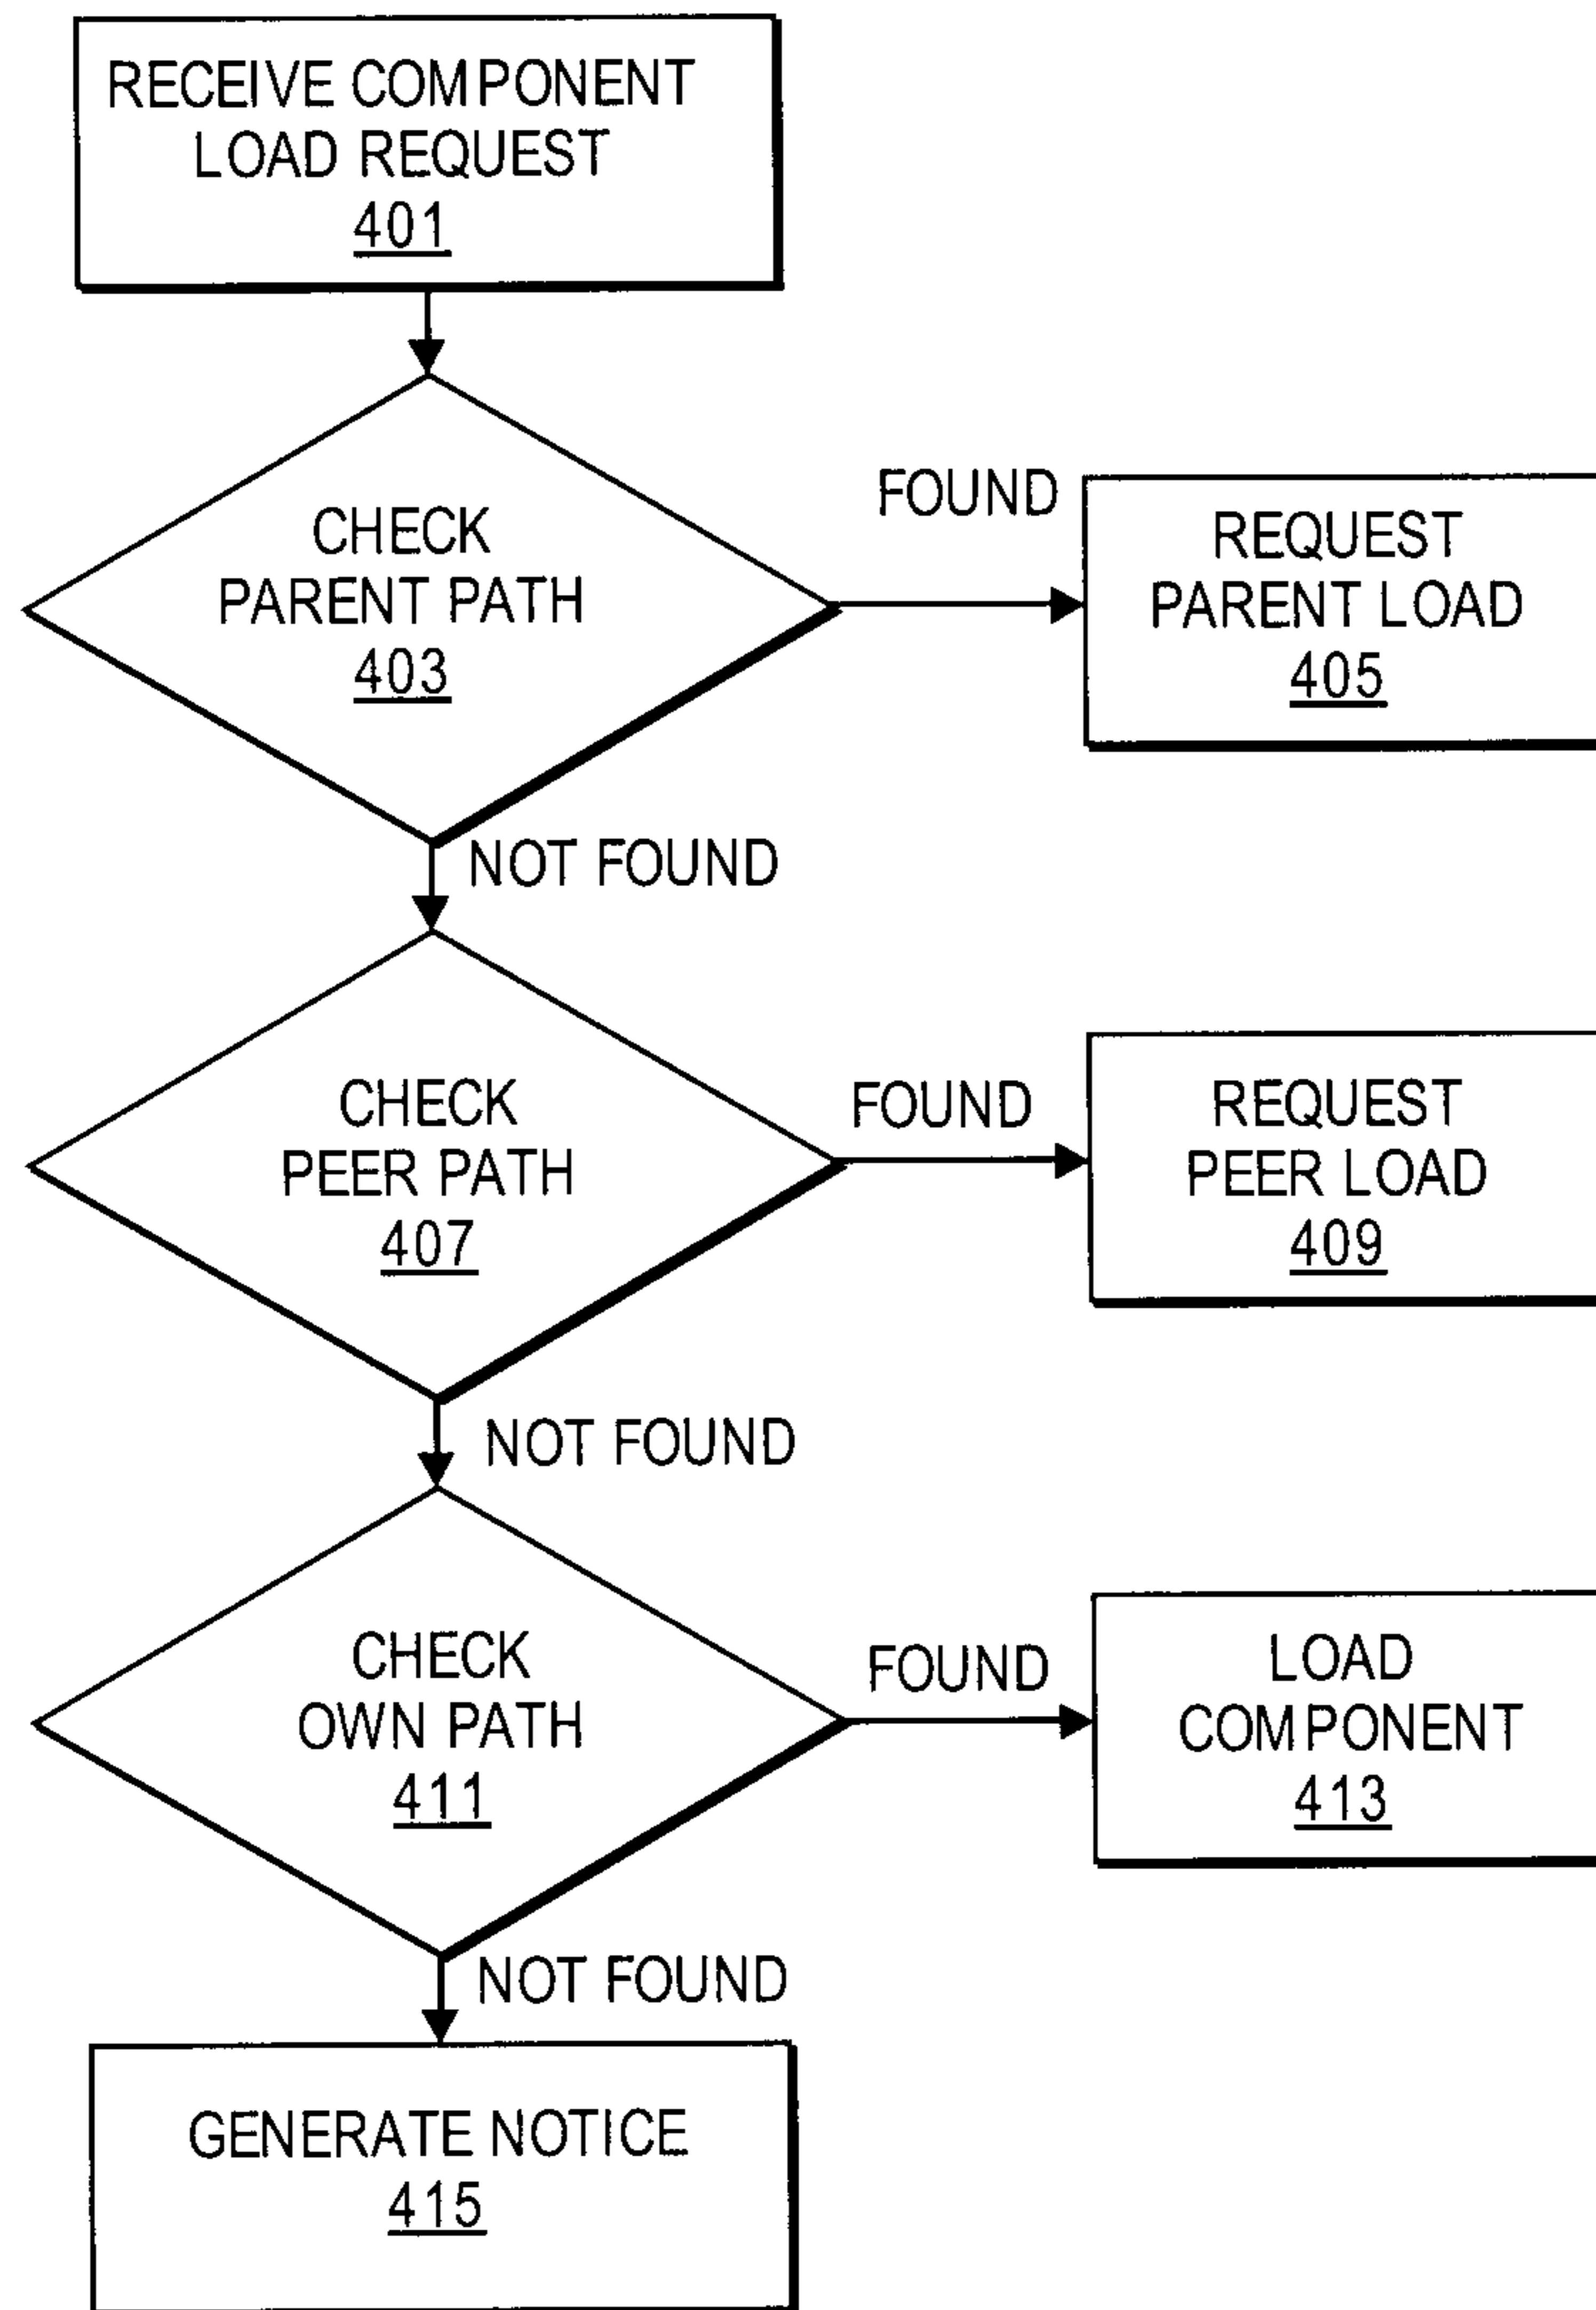 RECEIVE COMPONENT
LOAD REQUEST
401
CHECK
PARENT PATH
403
FOUND
REQUEST
PARENT LOAD
405
NOT FOUND
CHECK
PEER PATH
407
FOUND
REQUEST
PEER LOAD
409
NOT FOUND
CHECK
OWN PATH
411
FOUND
LOAD
COMPONENT
413
NOT FOUND
GENERATE NOTICE
415